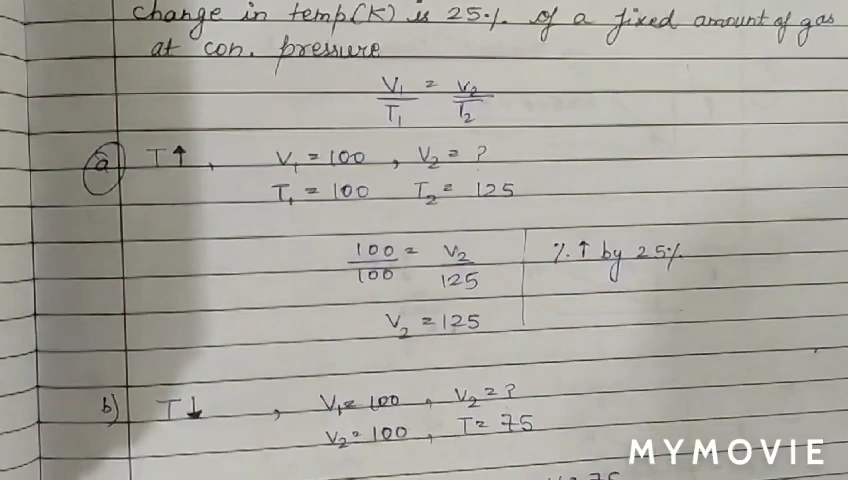 change in temp(K) is 25% of a fixed amount of gas
at con. pressure
V₁ = V₂
T₁ T₂
a T↑, V₁ = 100, V₂ = ?
T₁ = 100 T₂ = 125
100 = V₂ %↑ by 25%
100 125
V₂ = 125
b) T↓, V₁ = 100, V₂ = ?
V₂ = 100, T = 75
MYMOVIE